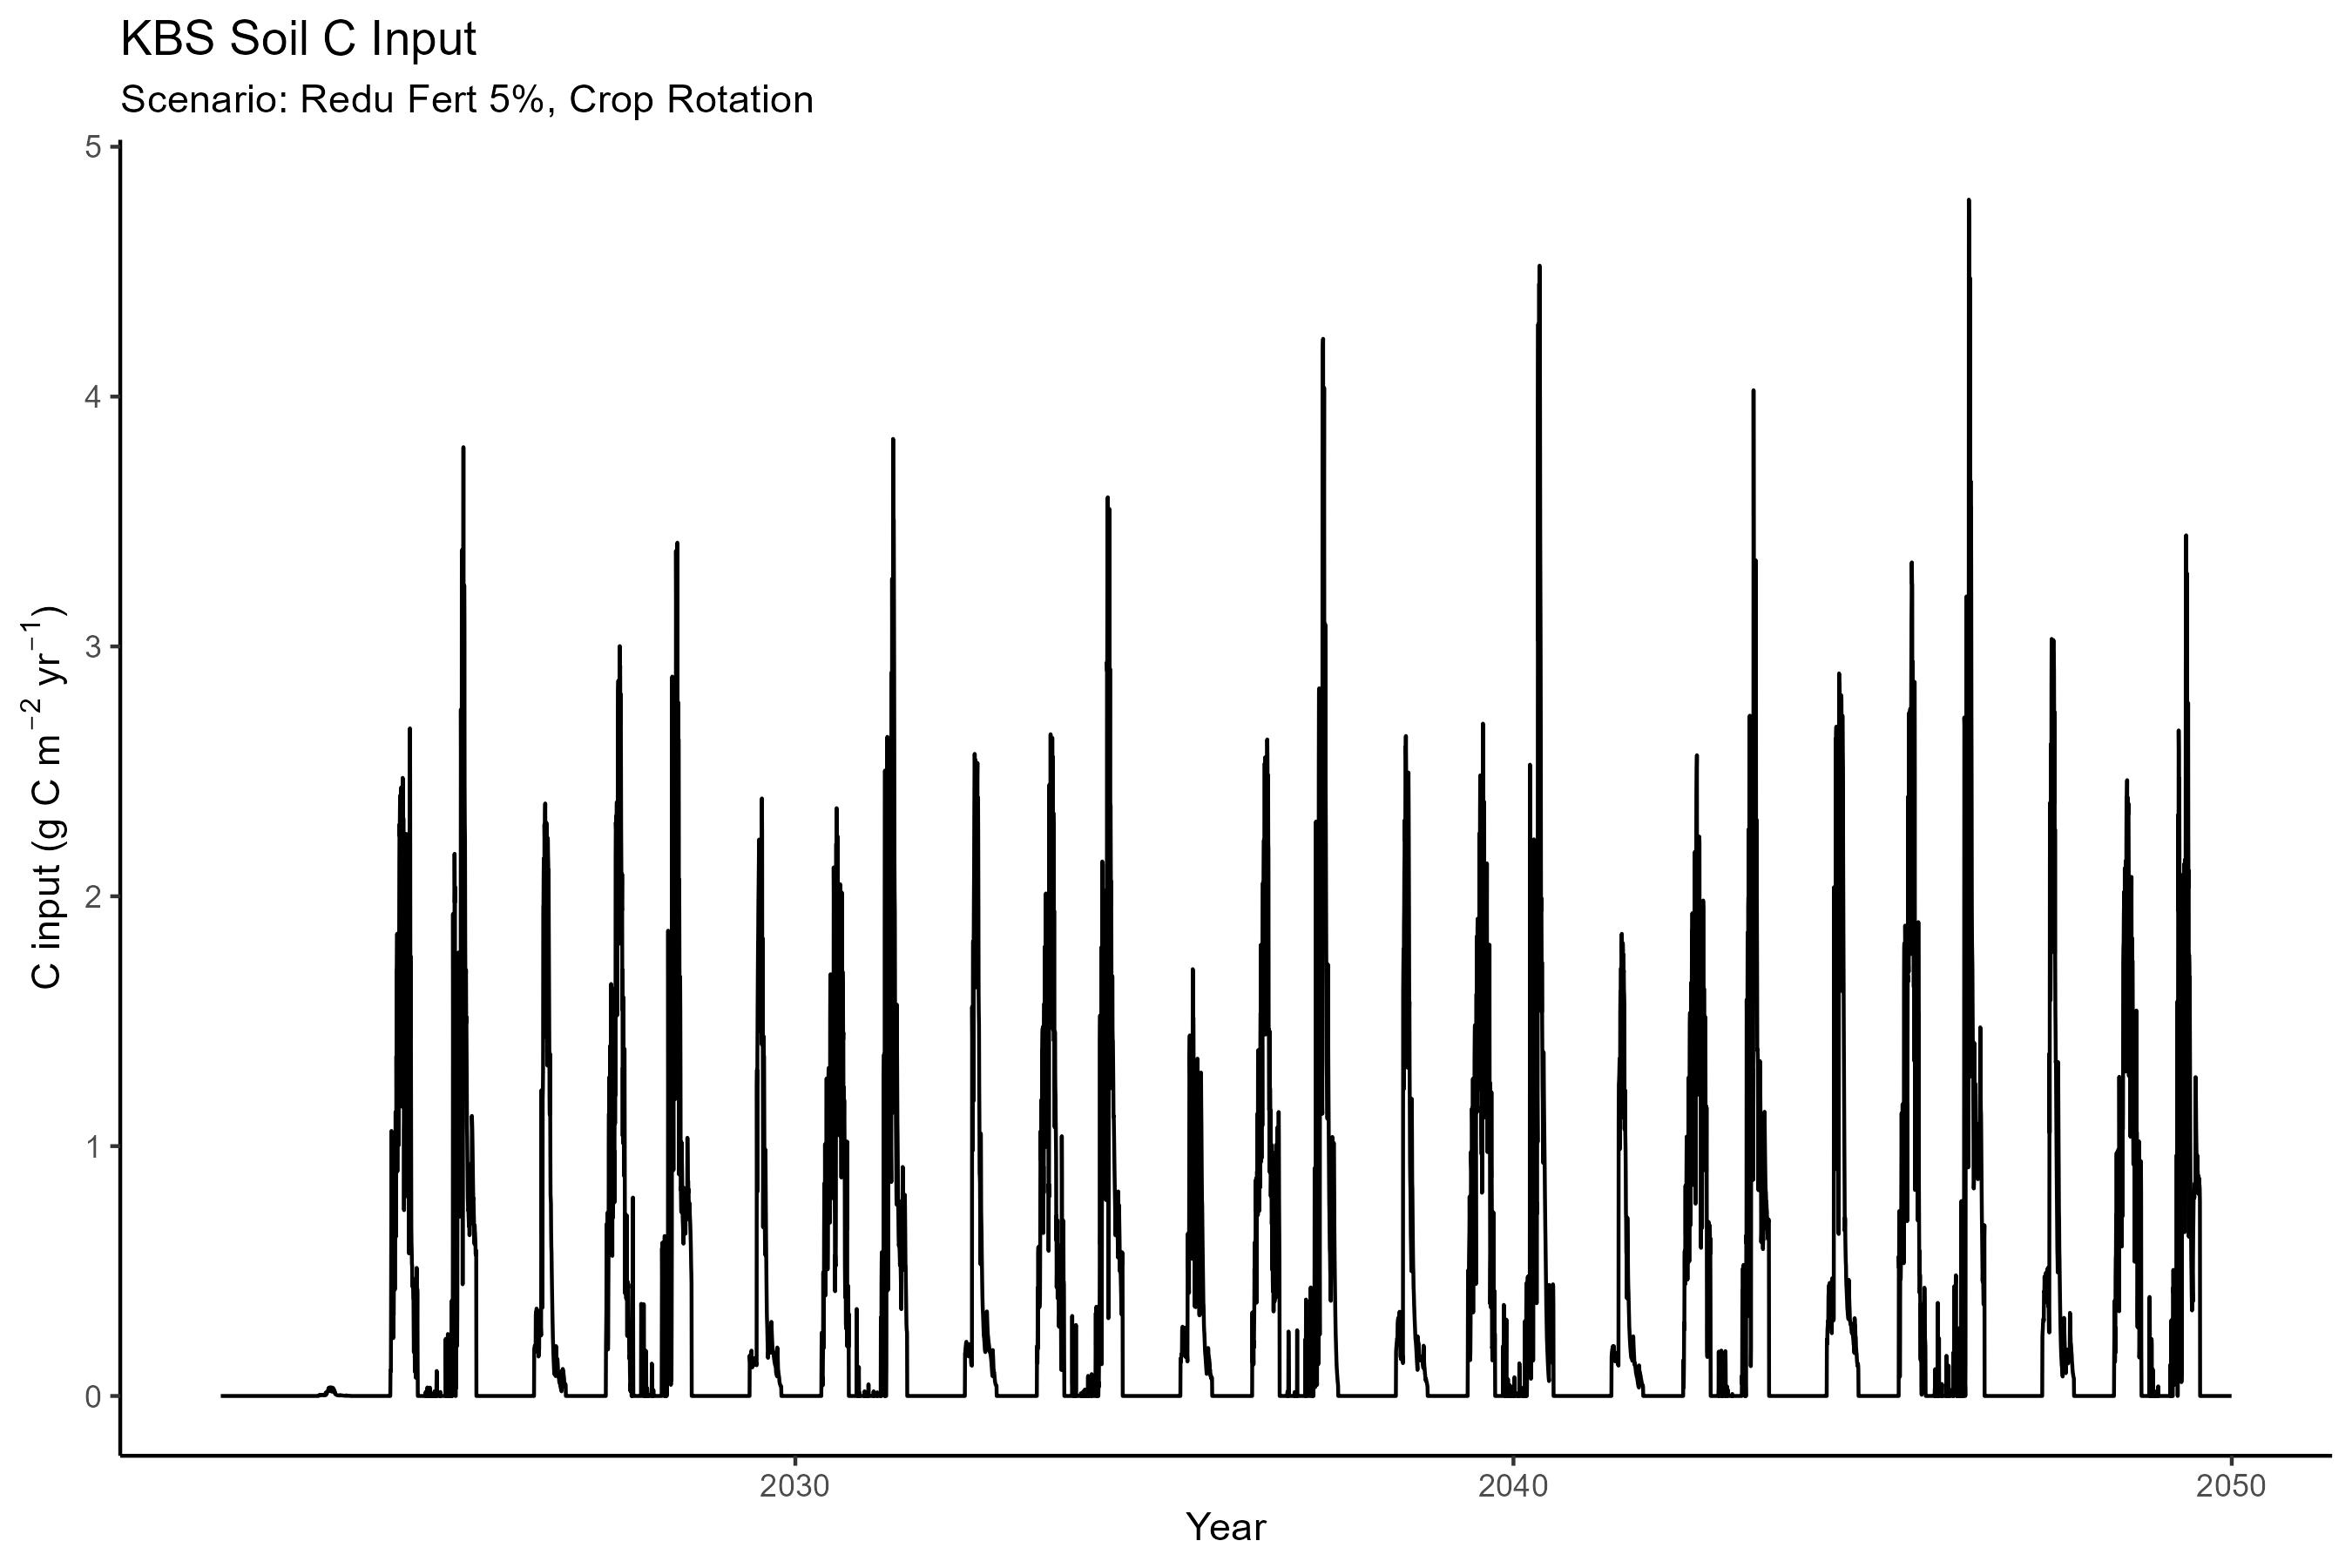 KBS Soil C Input
Scenario: Redu Fert 5%, Crop Rotation
5
4
3
2
1
0
C input (g C m⁻² yr⁻¹)
2030
2040
2050
Year